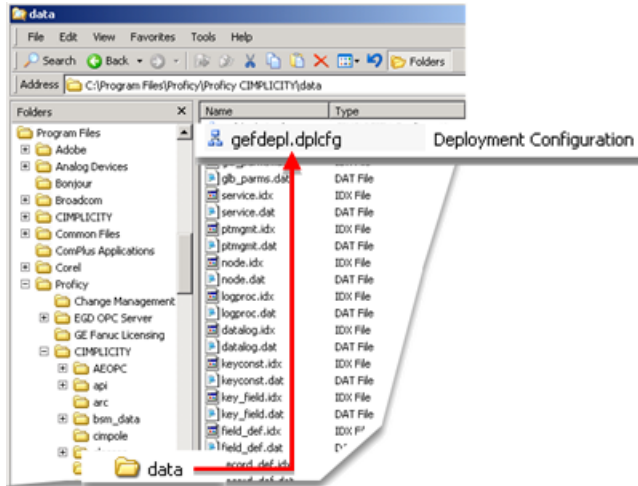 data
File Edit View Favorites Tools Help
Search Back Folders
Address C:\Program Files\Proficy\Proficy CIMPLICITY\data
Folders
Name Type
gefdepl.dplcfg Deployment Configuration
Program Files
Adobe
Analog Devices
Bonjour
Broadcom
CIMPLICITY
Common Files
ComPlus Applications
Corel
Proficy
Change Management
EGD OPC Server
GE Fanuc Licensing
CIMPLICITY
AEOPC
api
arc
bsm_data
cimpole
data
glb_parms.dat DAT File
service.idx IDX File
service.dat DAT File
ptmgmt.idx IDX File
ptmgmt.dat DAT File
node.idx IDX File
node.dat DAT File
logproc.idx IDX File
logproc.dat DAT File
datalog.idx IDX File
datalog.dat DAT File
keyconst.idx IDX File
keyconst.dat DAT File
key_field.idx IDX File
key_field.dat DAT File
field_def.idx IDX
field_def.dat